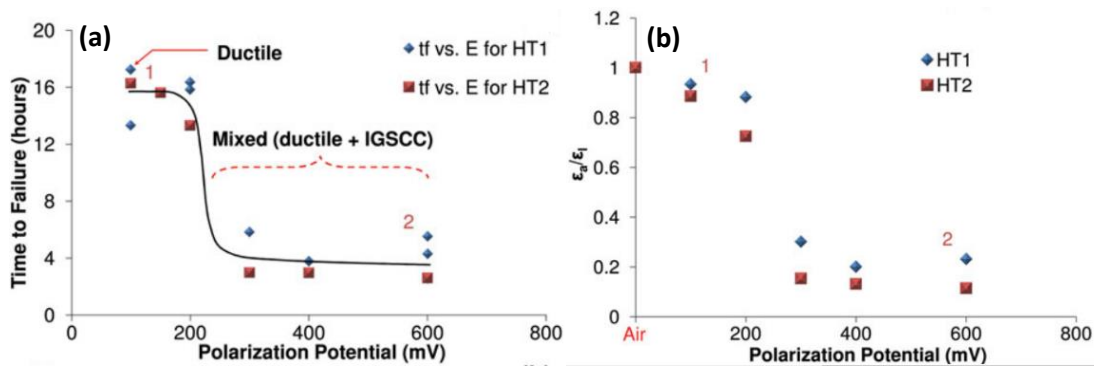 (a)
20
16
12
8
4
0
Time to Failure (hours)
Ductile
1
tf vs. E for HT1
tf vs. E for HT2
Mixed (ductile + IGSCC)
2
0 200 400 600 800
Polarization Potential (mV)
(b)
1.2
1
0.8
0.6
0.4
0.2
0
εa/εl
1
HT1
HT2
2
Air 200 400 600 800
Polarization Potential (mV)